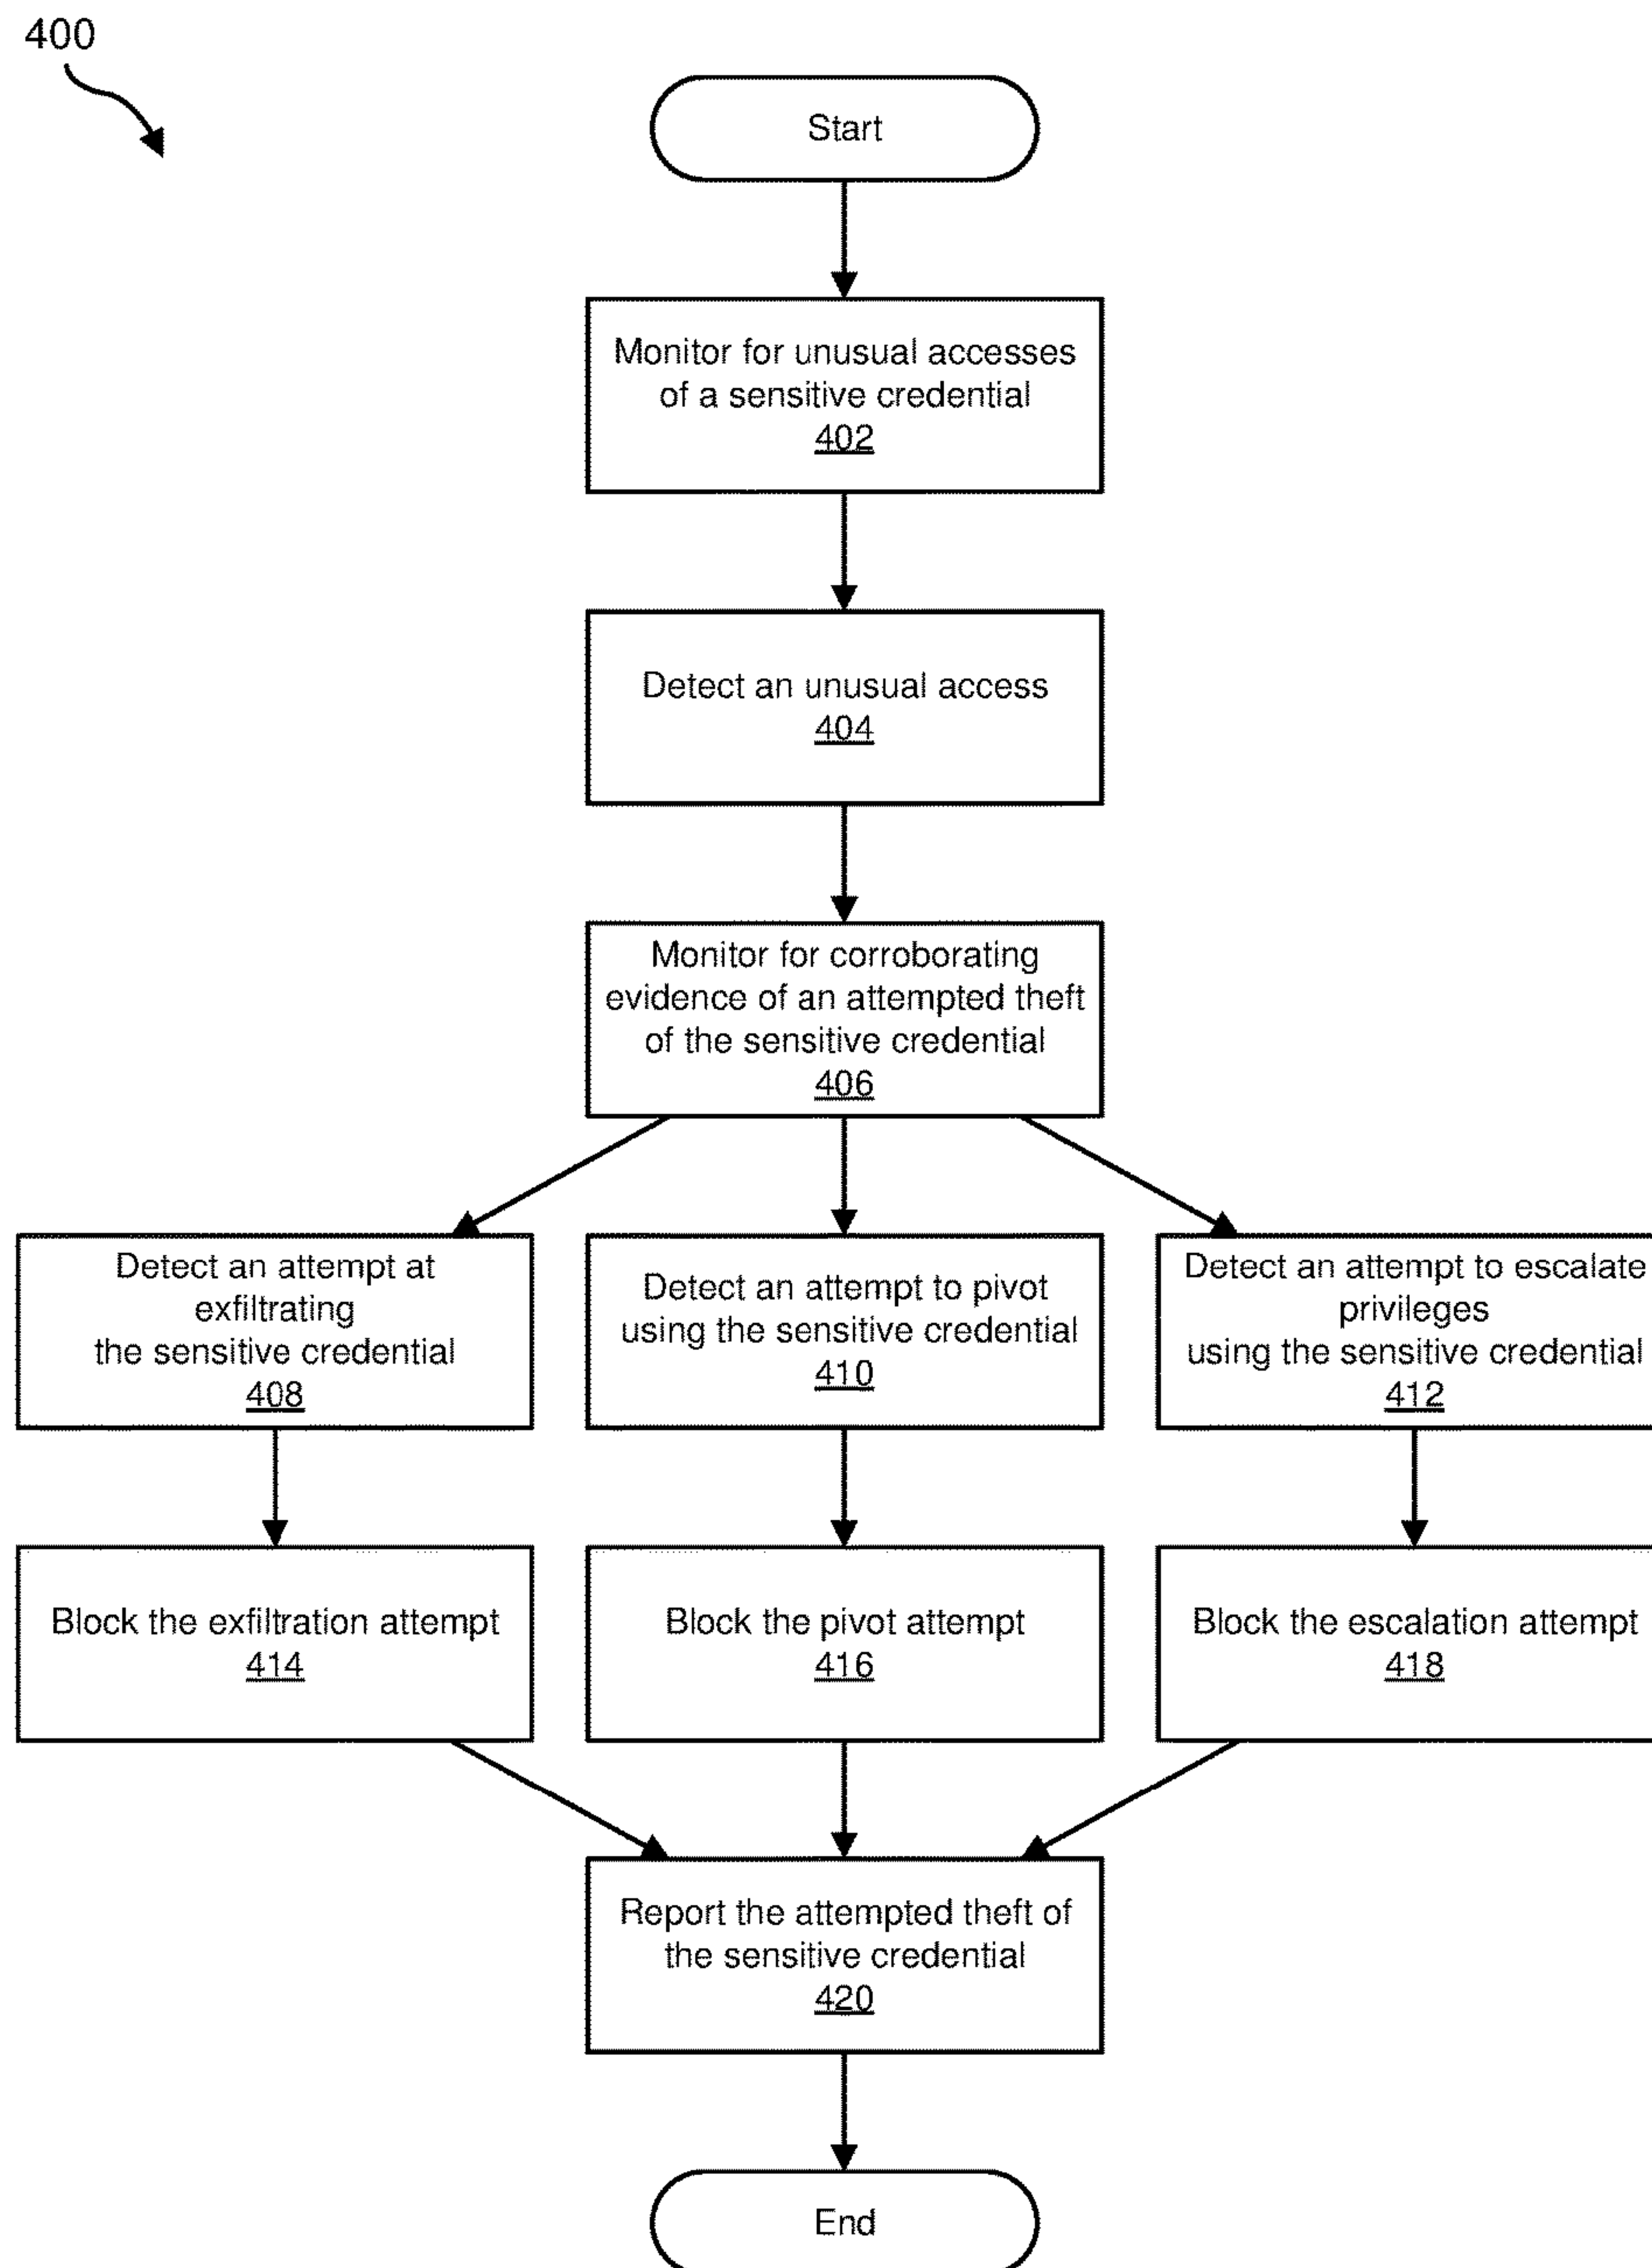 400
Start
Monitor for unusual accesses
of a sensitive credential
402
Detect an unusual access
404
Monitor for corroborating
evidence of an attempted theft
of the sensitive credential
406
Detect an attempt at
exfiltrating
the sensitive credential
408
Detect an attempt to pivot
using the sensitive credential
410
Detect an attempt to escalate
privileges
using the sensitive credential
412
Block the exfiltration attempt
414
Block the pivot attempt
416
Block the escalation attempt
418
Report the attempted theft of
the sensitive credential
420
End